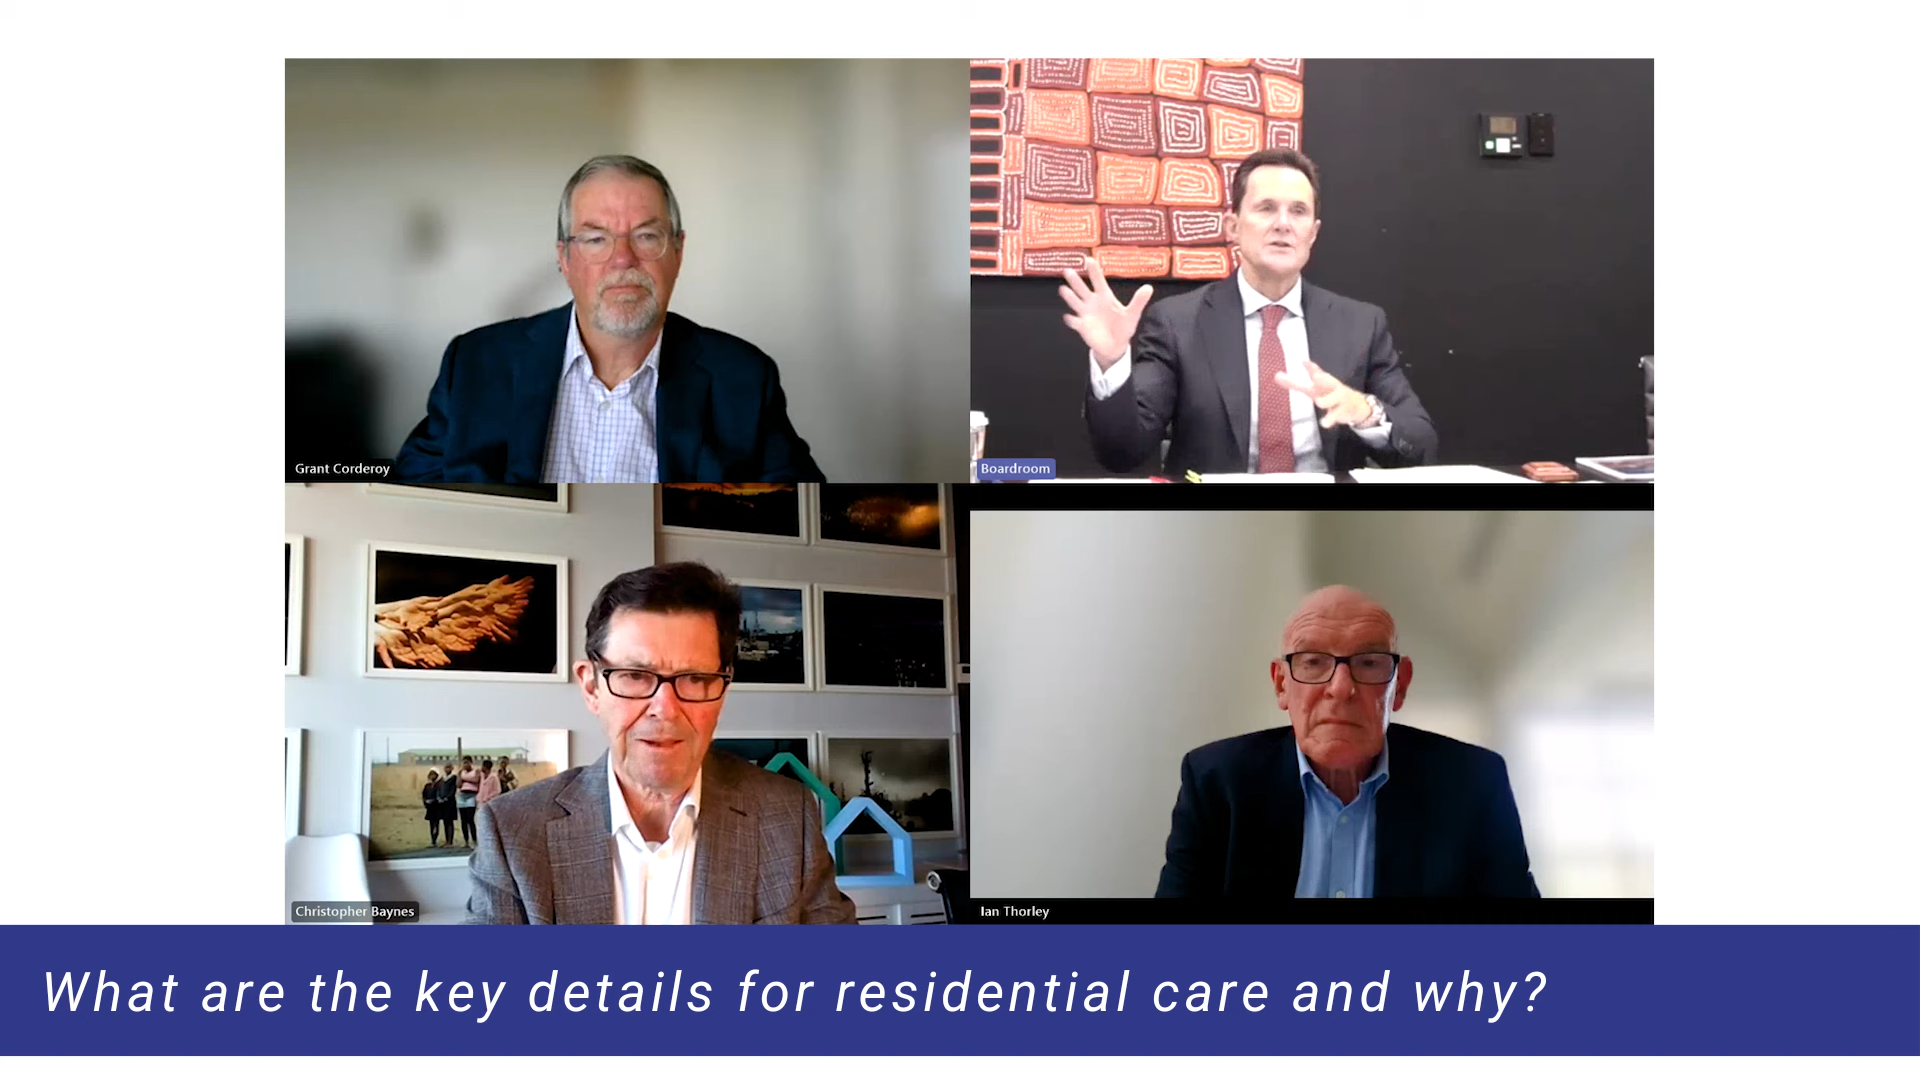 Grant Corderoy
Boardroom
Christopher Baynes
Ian Thorley
What are the key details for residential care and why?